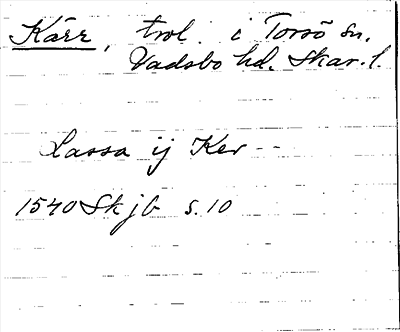 Kärr, trol. i Torsö sn.
Vadsbo hd. Skar. l.
Lassa ij Ker --
1540 Skjb s. 10